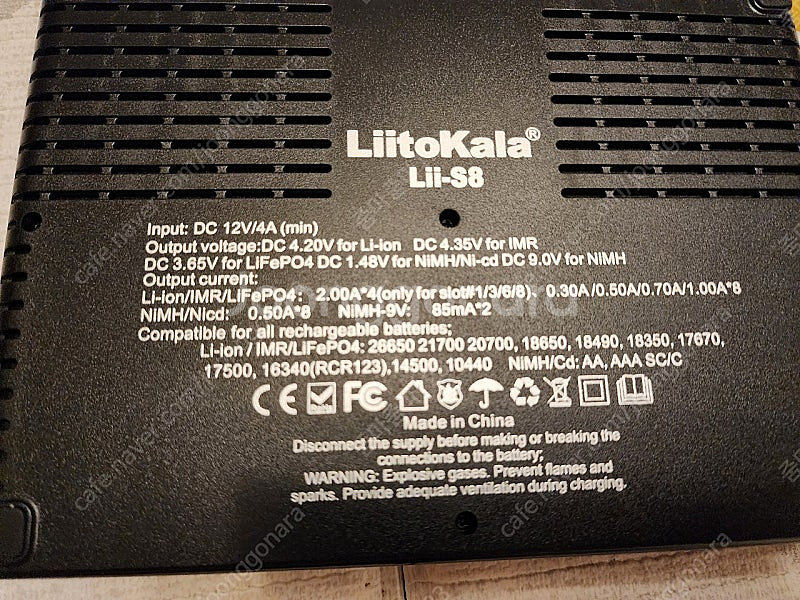 LiitoKala®
Lii-S8
Input: DC 12V/4A (min)
Output voltage:DC 4.20V for Li-ion DC 4.35V for IMR
DC 3.65V for LiFePO4 DC 1.48V for NiMH/Ni-cd DC 9.0V for NiMH
Output current:
Li-ion/IMR/LiFePO4: 2.00A*4(only for slot#1/3/6/8)、0.30A /0.50A/0.70A/1.00A*8
NiMH/Nicd: 0.50A*8 NiMH-9V: 85mA*2
Compatible for all rechargeable batteries;
Li-ion / IMR/LiFePO4: 26650 21700 20700, 18650, 18490, 18350, 17670,
17500, 16340(RCR123),14500, 10440 NiMH/Cd: AA, AAA SC/C
CE FC
Made in China
Disconnect the supply before making or breaking the
connections to the battery;
WARNING: Explosive gases. Prevent flames and
sparks. Provide adequate ventilation during charging.